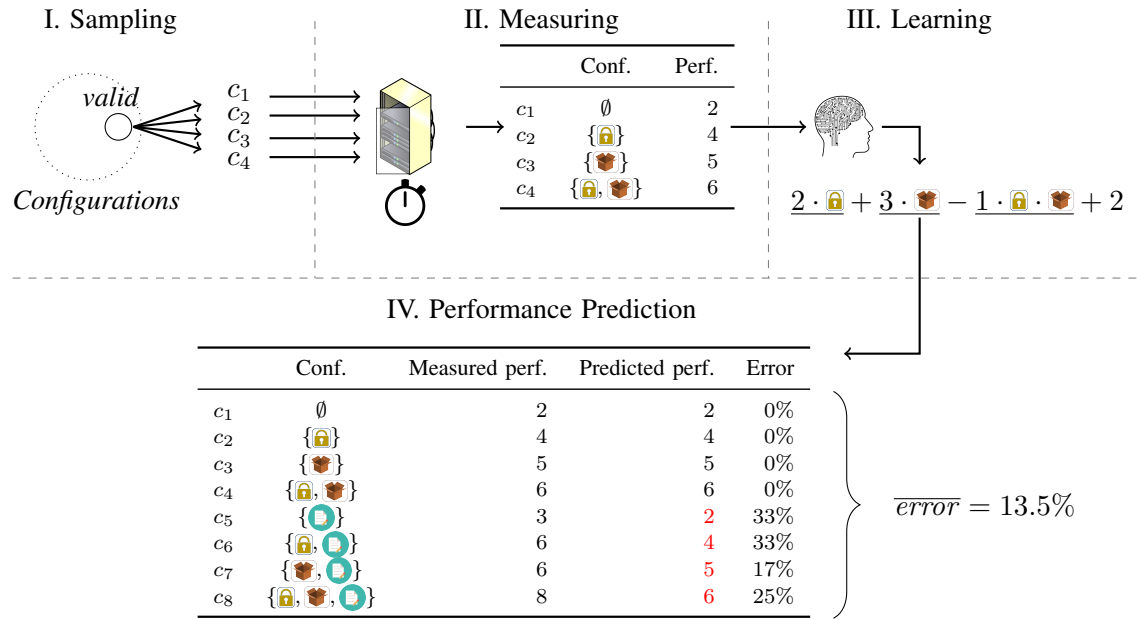 I. Sampling
II. Measuring
III. Learning
valid
Configurations
c₁
c₂
c₃
c₄
Conf. Perf.
c₁ ∅ 2
c₂ {🔒} 4
c₃ {📦} 5
c₄ {🔒, 📦} 6
2 · 🔒 + 3 · 📦 − 1 · 🔒 · 📦 + 2
IV. Performance Prediction
Conf. Measured perf. Predicted perf. Error
c₁ ∅ 2 2 0%
c₂ {🔒} 4 4 0%
c₃ {📦} 5 5 0%
c₄ {🔒, 📦} 6 6 0%
c₅ {📝} 3 2 33%
c₆ {🔒, 📝} 6 4 33%
c₇ {📦, 📝} 6 5 17%
c₈ {🔒, 📦, 📝} 8 6 25%
error = 13.5%